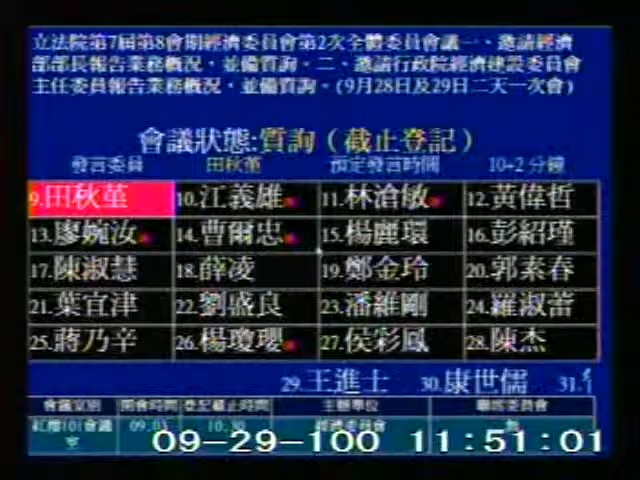 立法院第7屆第8會期經濟委員會第2次全體委員會議一、邀請經濟
部部長報告業務概況，並備質詢。二、邀請行政院經濟建設委員會
主任委員報告業務概況，並備質詢。(9月28日及29日二天一次會)
會議狀態:質詢（截止登記）
發言委員 田秋堇 預定發言時間 10+2 分鐘
9.田秋堇 10.江義雄 11.林滄敏 12.黃偉哲
13.廖婉汝 14.曹爾忠 15.楊麗環 16.彭紹瑾
17.陳淑慧 18.薛凌 19.鄭金玲 20.郭素春
21.葉宜津 22.劉盛良 23.潘維剛 24.羅淑蕾
25.蔣乃辛 26.楊瓊瓔 27.侯彩鳳 28.陳杰
29.王進士 30.康世儒 31.
會議室別 開會時間 登記截止時間 主辦單位 聯席委員會
紅樓101會議室 09:03 10:30 經濟委員會 無
09-29-100 11:51:01